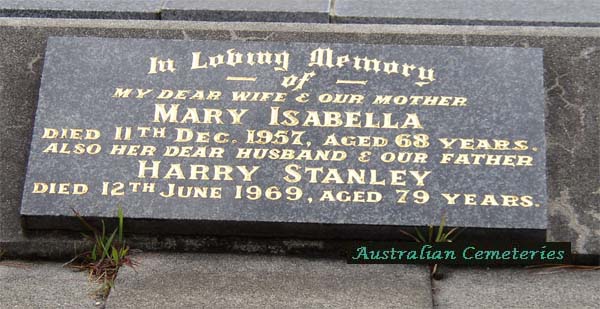 In Loving Memory
of
MY DEAR WIFE & OUR MOTHER
MARY ISABELLA
DIED 11TH DEC. 1957, AGED 68 YEARS.
ALSO HER DEAR HUSBAND & OUR FATHER
HARRY STANLEY
DIED 12TH JUNE 1969, AGED 79 YEARS.
Australian Cemeteries